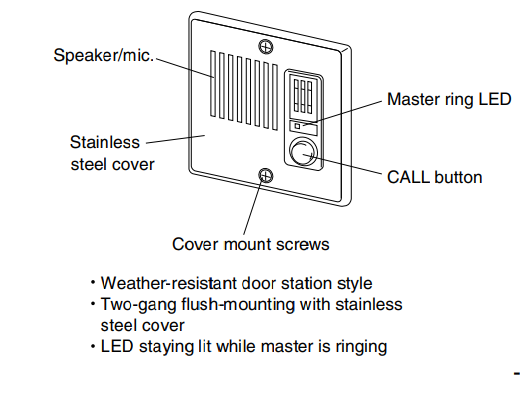 Speaker/mic.
Master ring LED
Stainless
steel cover
CALL button
Cover mount screws
・Weather-resistant door station style
・Two-gang flush-mounting with stainless
steel cover
・LED staying lit while master is ringing
-